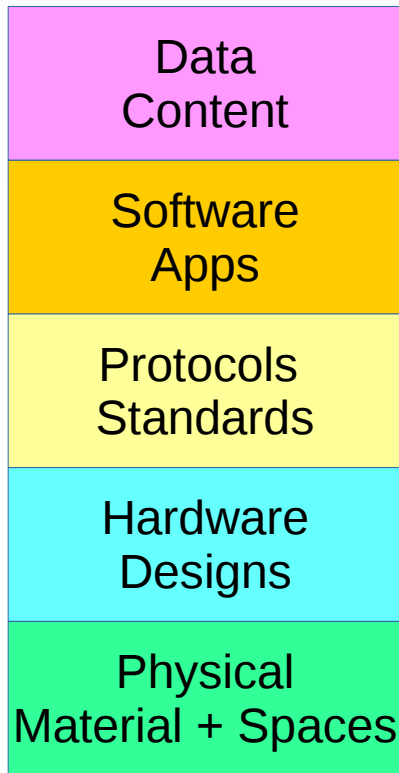 Data
Content
Software
Apps
Protocols
Standards
Hardware
Designs
Physical
Material + Spaces